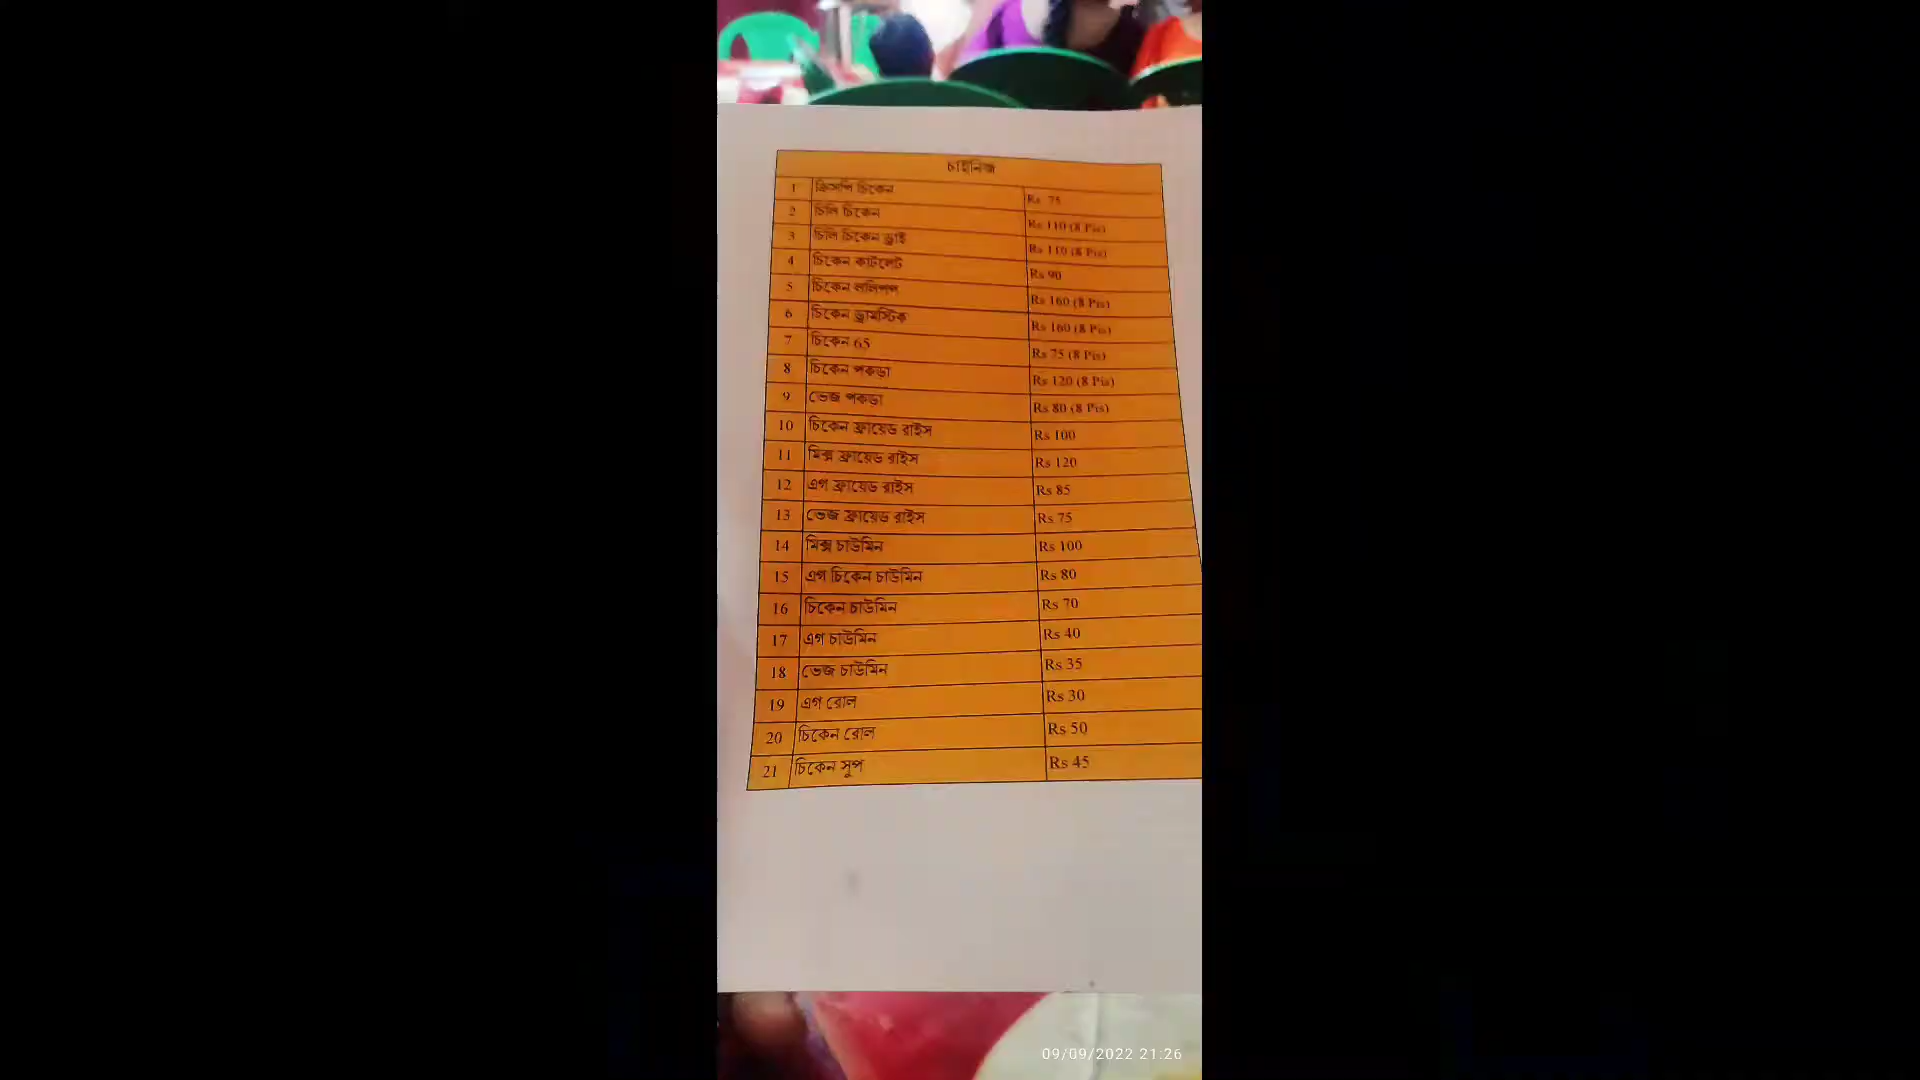 চাইনিজ
1 ক্রিসপি চিকেন Rs 75
2 চিলি চিকেন Rs 110 (8 Pis)
3 চিলি চিকেন ড্রাই Rs 110 (8 Pis)
4 চিকেন কাটলেট Rs 90
5 চিকেন ললিপপ Rs 160 (8 Pis)
6 চিকেন ড্রামস্টিক Rs 160 (8 Pis)
7 চিকেন 65 Rs 75 (8 Pis)
8 চিকেন পকড়া Rs 120 (8 Pis)
9 ভেজ পকড়া Rs 80 (8 Pis)
10 চিকেন ফ্রায়েড রাইস Rs 100
11 মিক্স ফ্রায়েড রাইস Rs 120
12 এগ ফ্রায়েড রাইস Rs 85
13 ভেজ ফ্রায়েড রাইস Rs 75
14 মিক্স চাউমিন Rs 100
15 এগ চিকেন চাউমিন Rs 80
16 চিকেন চাউমিন Rs 70
17 এগ চাউমিন Rs 40
18 ভেজ চাউমিন Rs 35
19 এগ রোল Rs 30
20 চিকেন রোল Rs 50
21 চিকেন সুপ Rs 45
09/09/2022 21:26